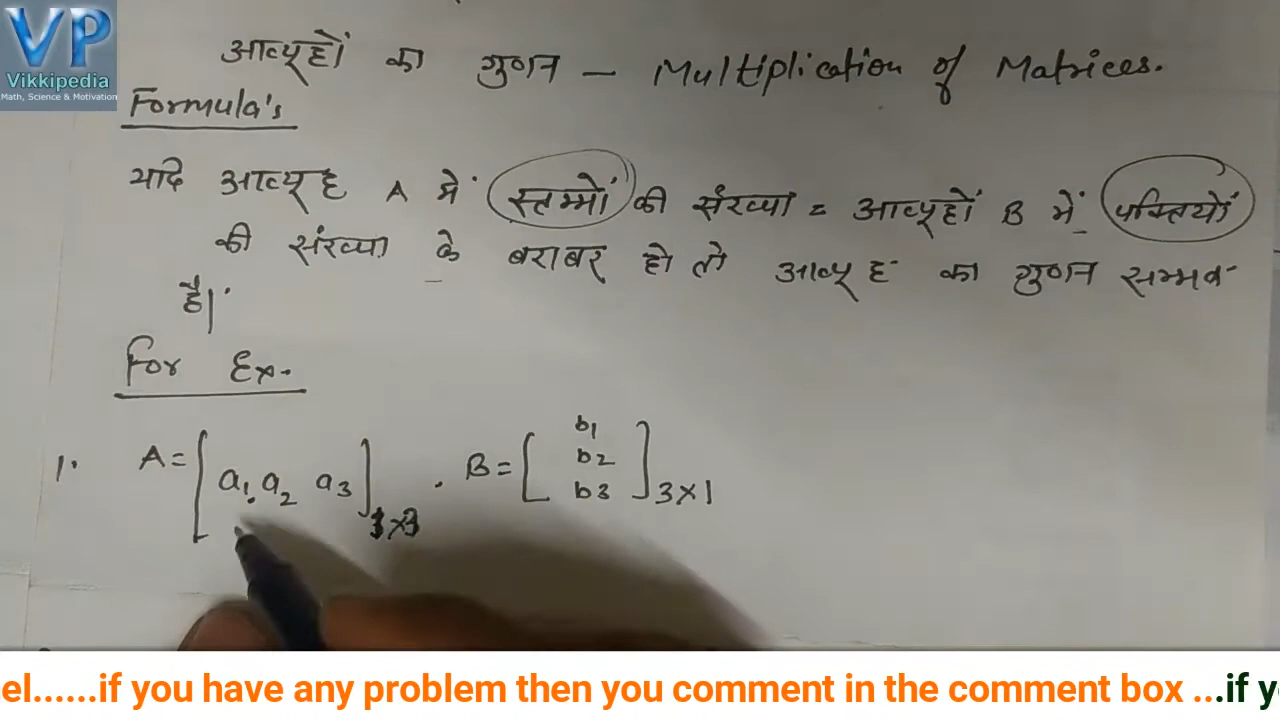 VP
Vikkipedia
Math, Science & Motivation
आव्यूहों का गुणन – Multiplication of Matrices.
Formula's
यदि आव्यूह A में स्तम्भों की संख्या = आव्यूहों B में पंक्तियों
की संख्या के बराबर हो तो आव्यूह का गुणन सम्भव
है।
For Ex.
1. A = [a1 a2 a3] 1×3 . B = [b1 b2 b3] 3×1
el......if you have any problem then you comment in the comment box ...if y